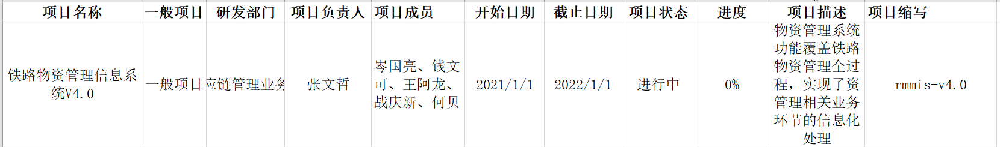 项目名称 一般项目 研发部门 项目负责人 项目成员 开始日期 截止日期 项目状态 进度 项目描述 项目缩写
铁路物资管理信息系
统V4.0
一般项目
应链管理业务
张文哲
岑国亮、钱文
可、王阿龙、
战庆新、何贝
2021/1/1
2022/1/1
进行中
0%
物资管理系统
功能覆盖铁路
物资管理全过
程，实现了资
管理相关业务
环节的信息化
处理
rmmis-v4.0